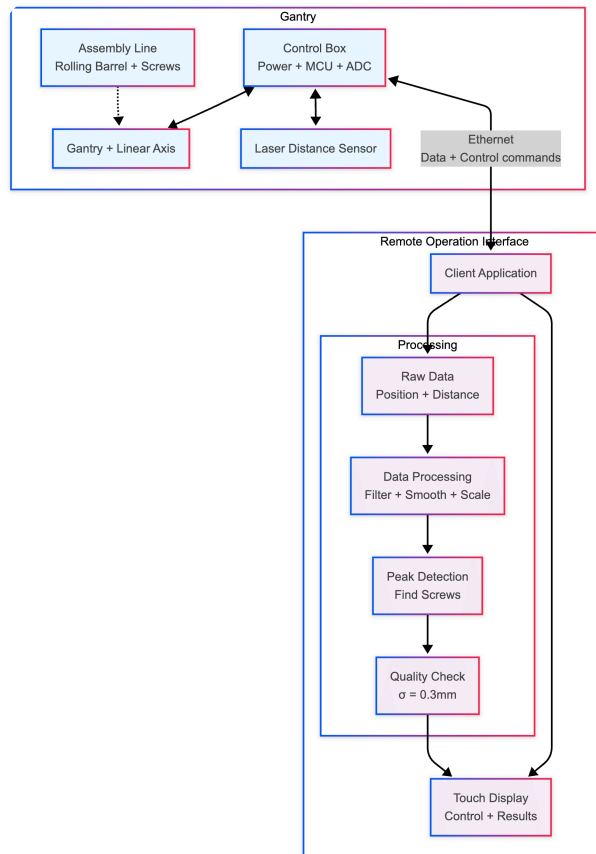 Gantry
Assembly Line
Rolling Barrel + Screws
Control Box
Power + MCU + ADC
Gantry + Linear Axis
Laser Distance Sensor
Ethernet
Data + Control commands
Remote Operation Interface
Client Application
Processing
Raw Data
Position + Distance
Data Processing
Filter + Smooth + Scale
Peak Detection
Find Screws
Quality Check
σ = 0.3mm
Touch Display
Control + Results